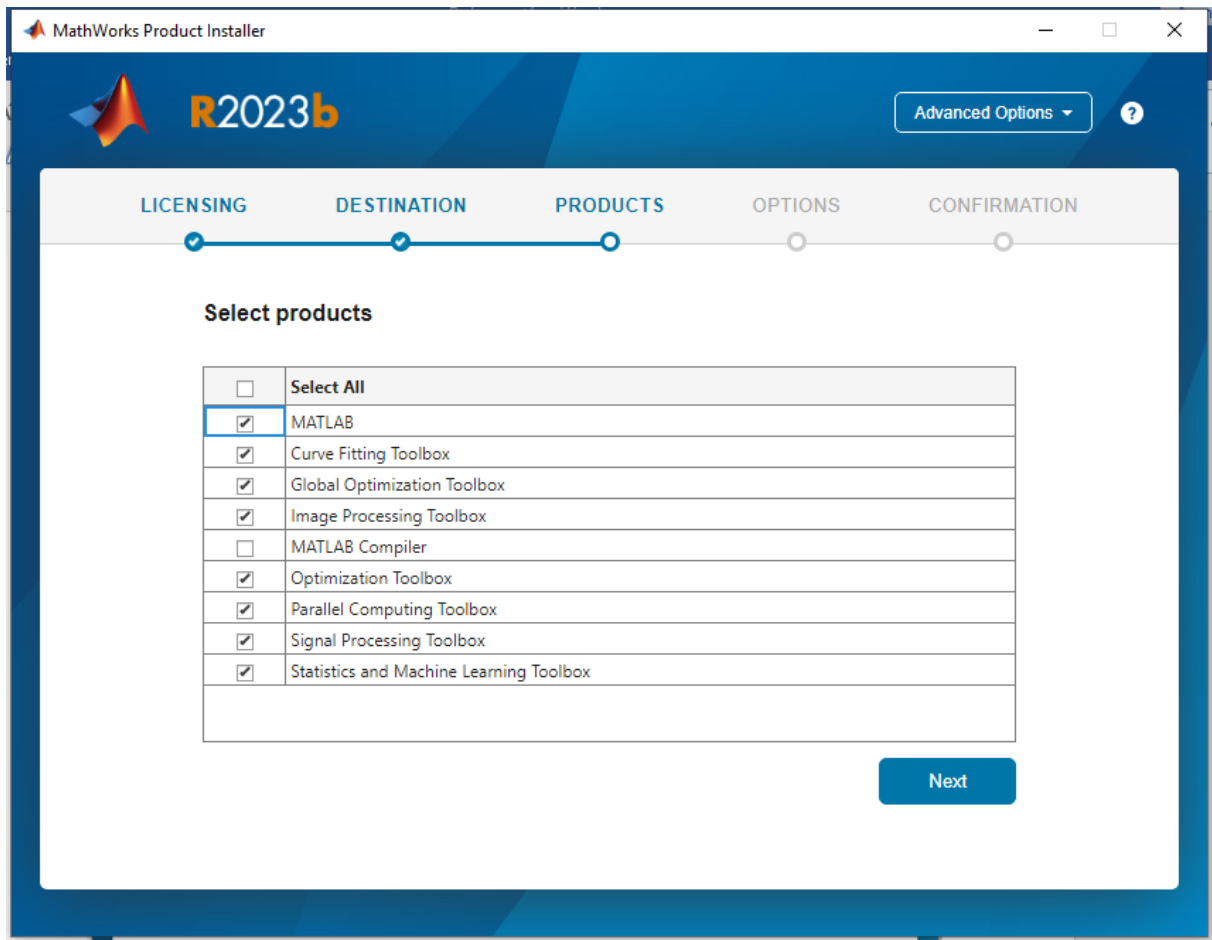 MathWorks Product Installer
R2023b
Advanced Options
?
LICENSING DESTINATION PRODUCTS OPTIONS CONFIRMATION
Select products
Select All
MATLAB
Curve Fitting Toolbox
Global Optimization Toolbox
Image Processing Toolbox
MATLAB Compiler
Optimization Toolbox
Parallel Computing Toolbox
Signal Processing Toolbox
Statistics and Machine Learning Toolbox
Next